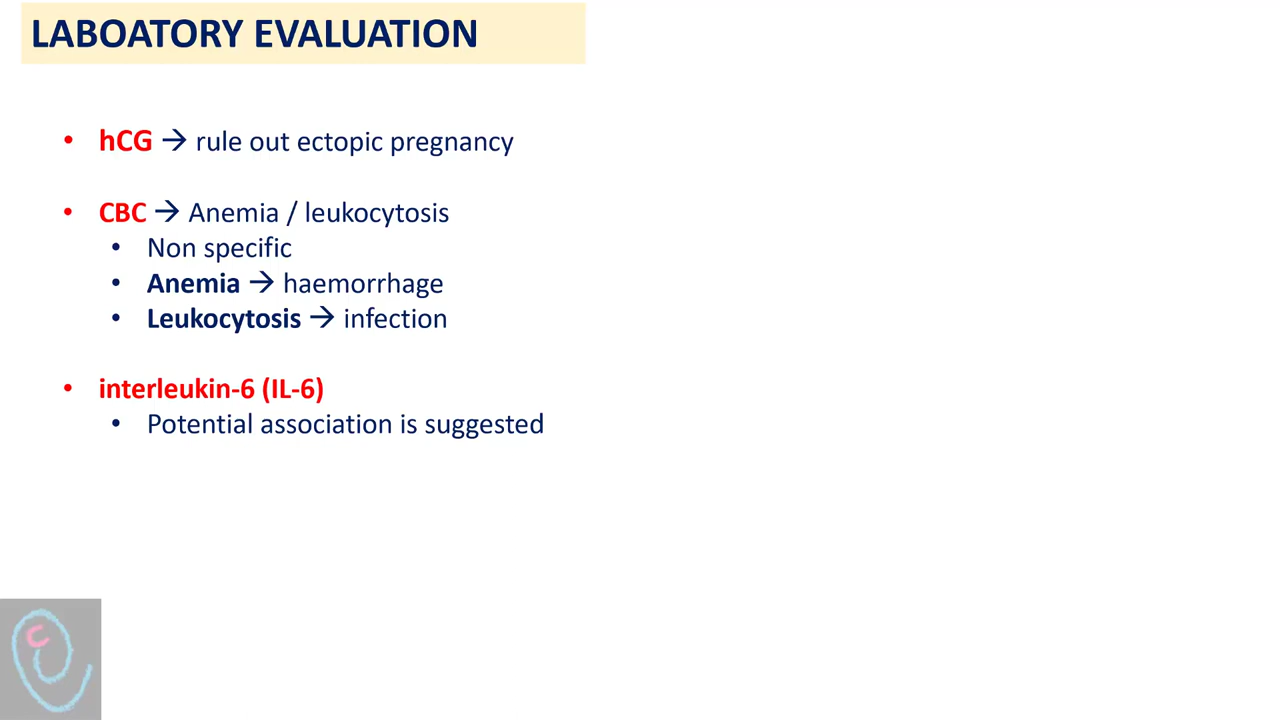 LABOATORY EVALUATION
• hCG → rule out ectopic pregnancy
• CBC → Anemia / leukocytosis
• Non specific
• Anemia → haemorrhage
• Leukocytosis → infection
• interleukin-6 (IL-6)
• Potential association is suggested